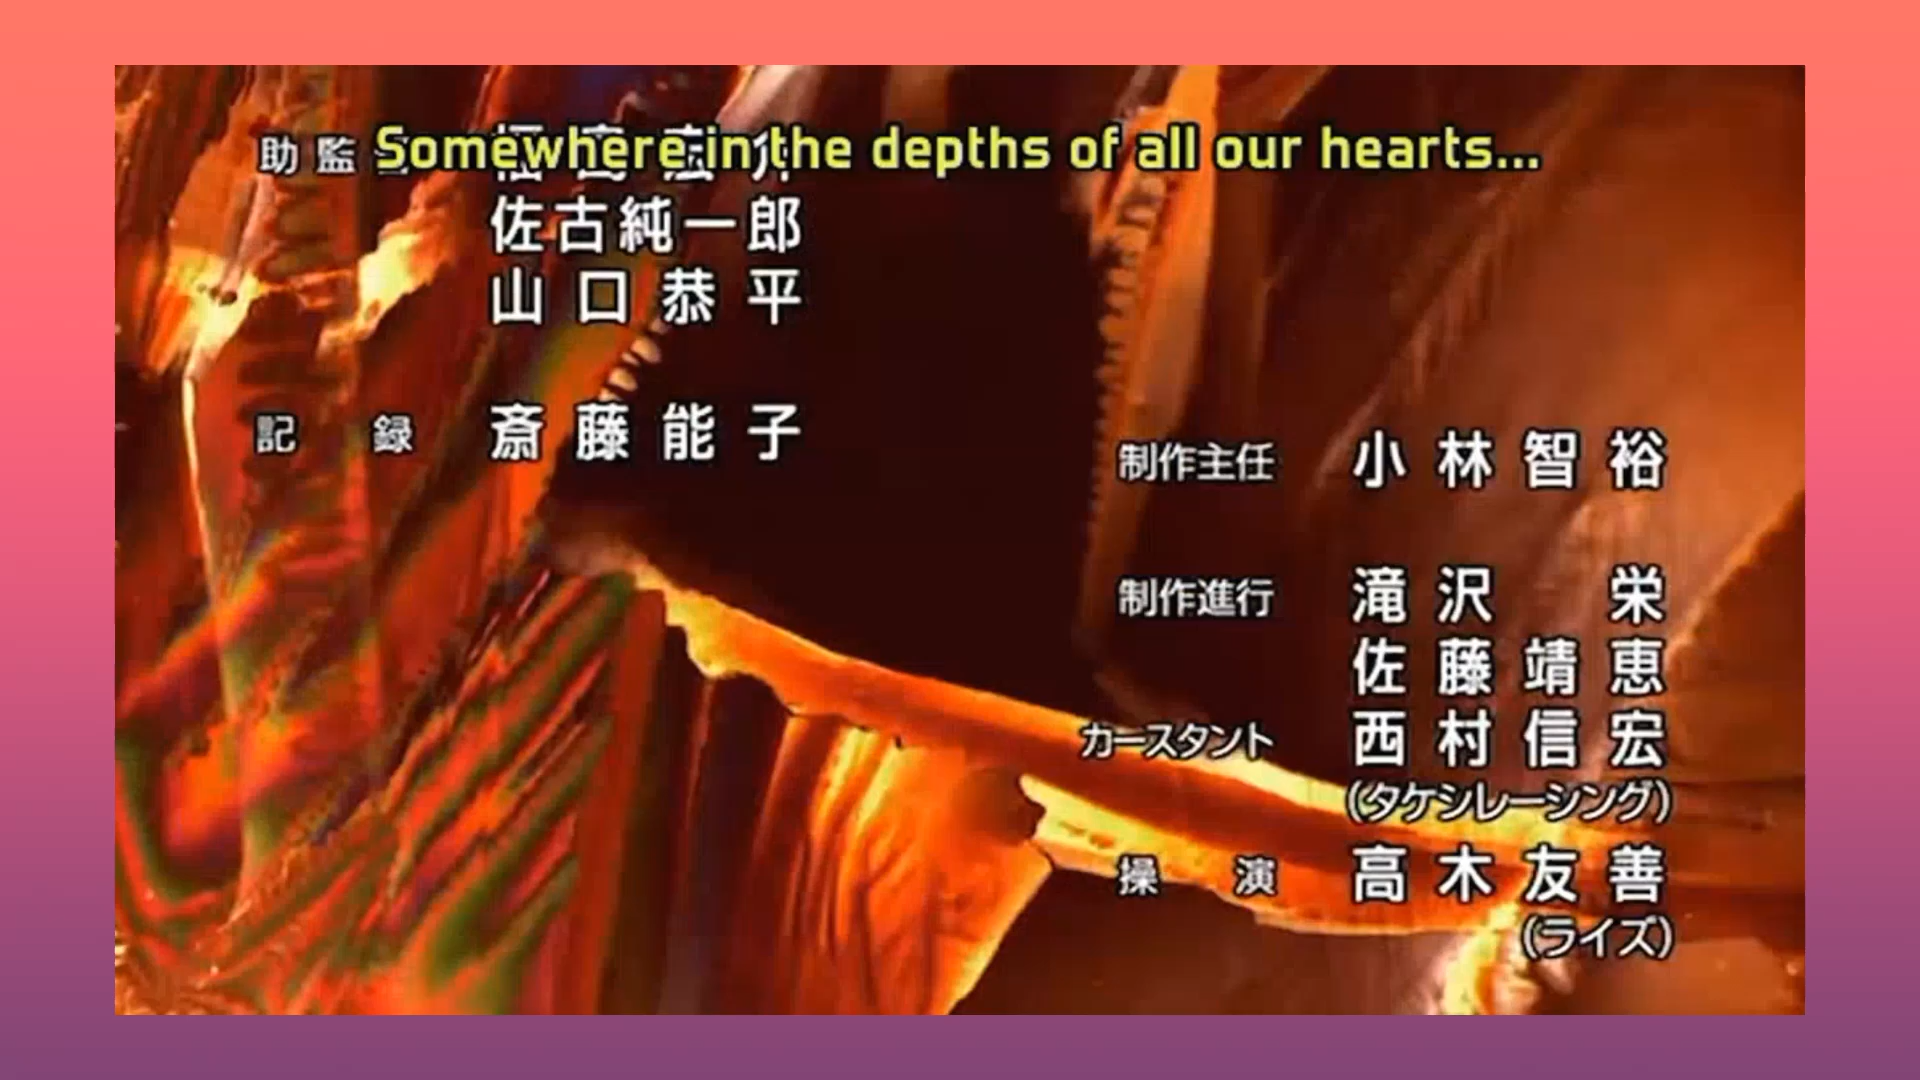 Somewhere in the depths of all our hearts...
助監
佐古純一郎
山口恭平
記録 斎藤能子
制作主任 小林智裕
制作進行 滝沢 栄
佐藤靖恵
カースタント 西村信宏
(タケシレーシング)
操演 高木友善
(ライズ)